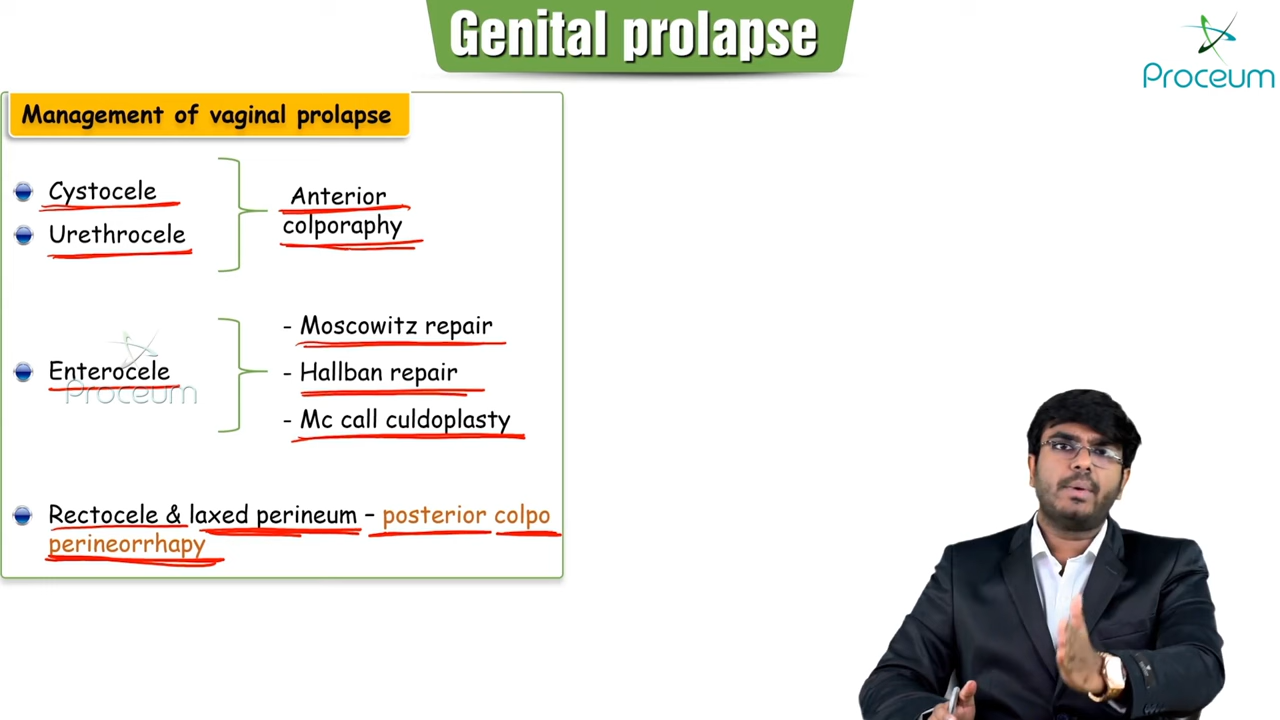 Genital prolapse
Proceum
Management of vaginal prolapse
Cystocele
Urethrocele
Anterior
colporaphy
Enterocele
Proceum
- Moscowitz repair
- Hallban repair
- Mc call culdoplasty
Rectocele & laxed perineum – posterior colpo
perineorrhapy